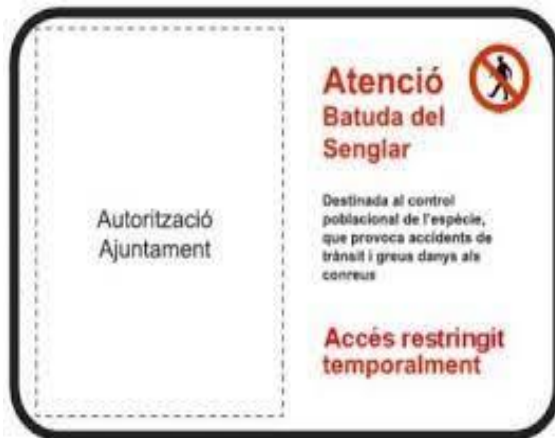 Autorització
Ajuntament
Atenció
Batuda del
Senglar
Destinada al control
poblacional de l'espècie,
que provoca accidents de
trànsit i greus danys als
conreus
Accés restringit
temporalment